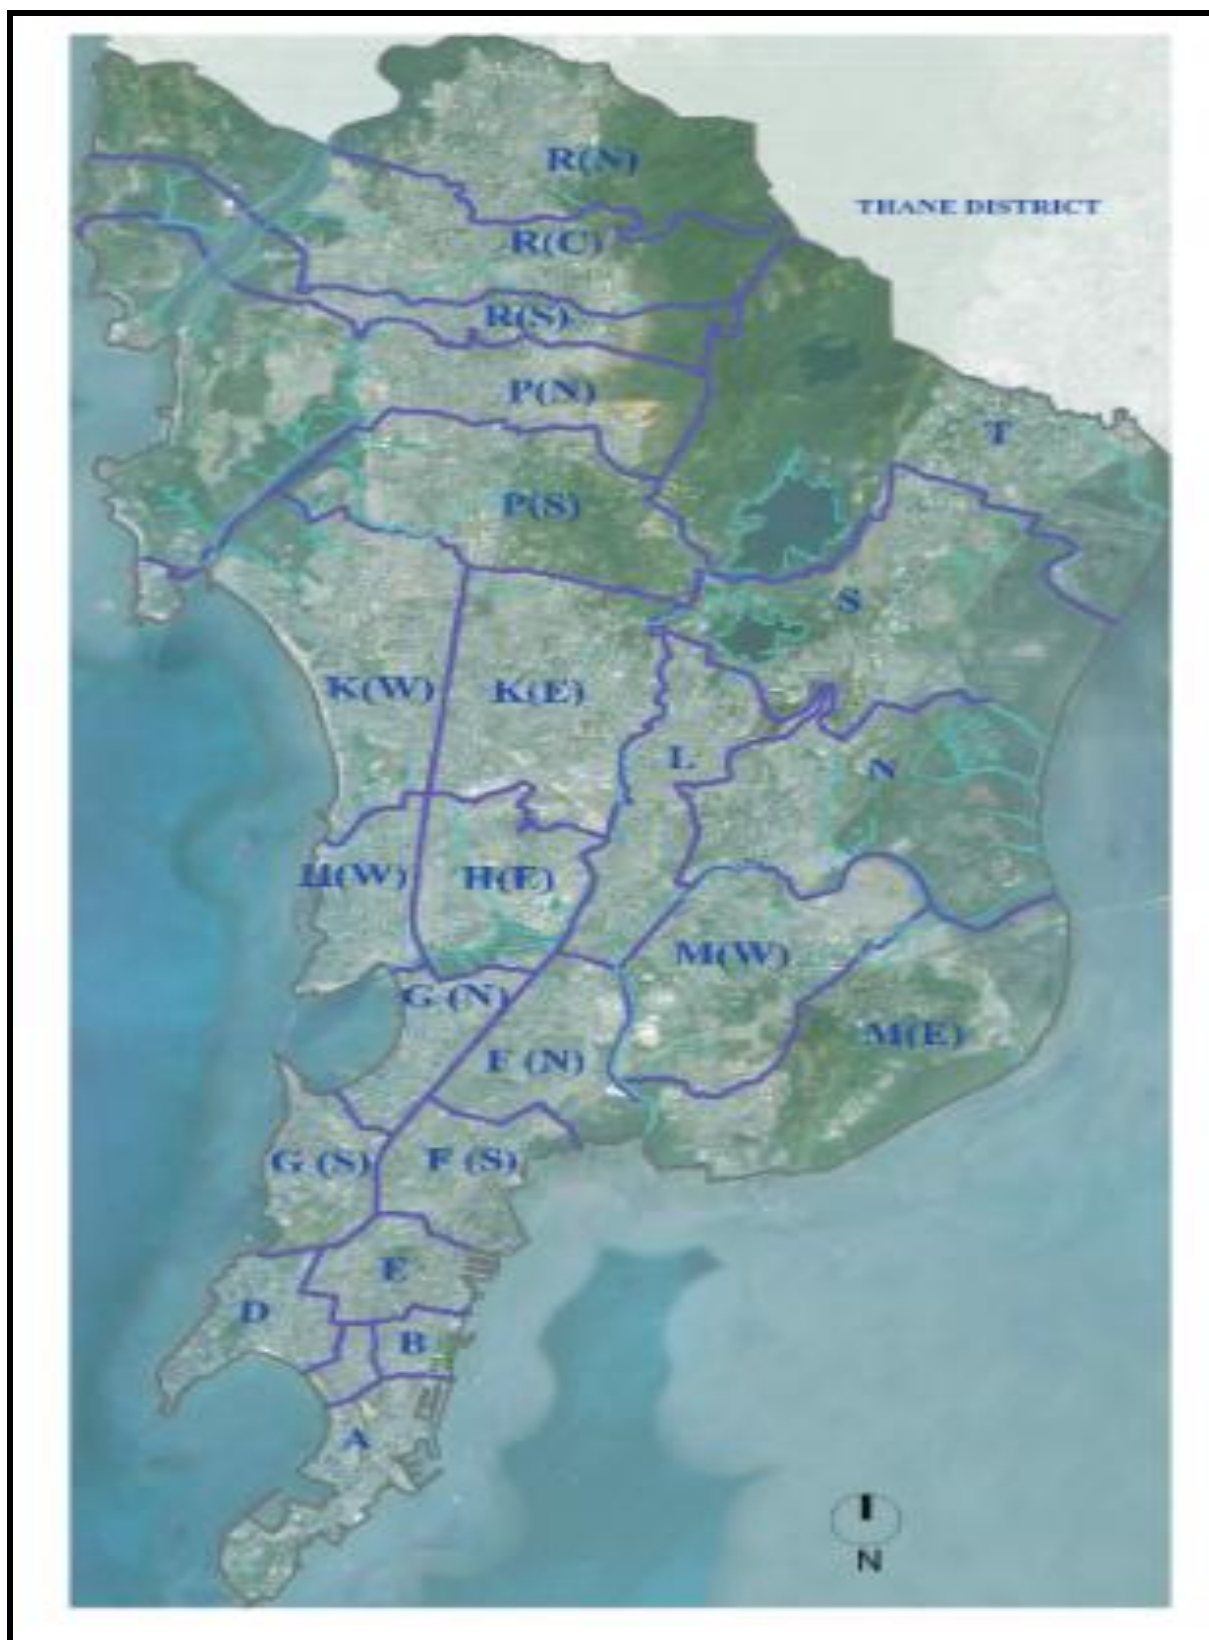 R(N)
THANE DISTRICT
R(C)
R(S)
P(N)
T
P(S)
S
K(W)
K(E)
L
N
H(W)
H(E)
M(W)
G (N)
M(E)
F (N)
G (S)
F (S)
E
D
B
A
N